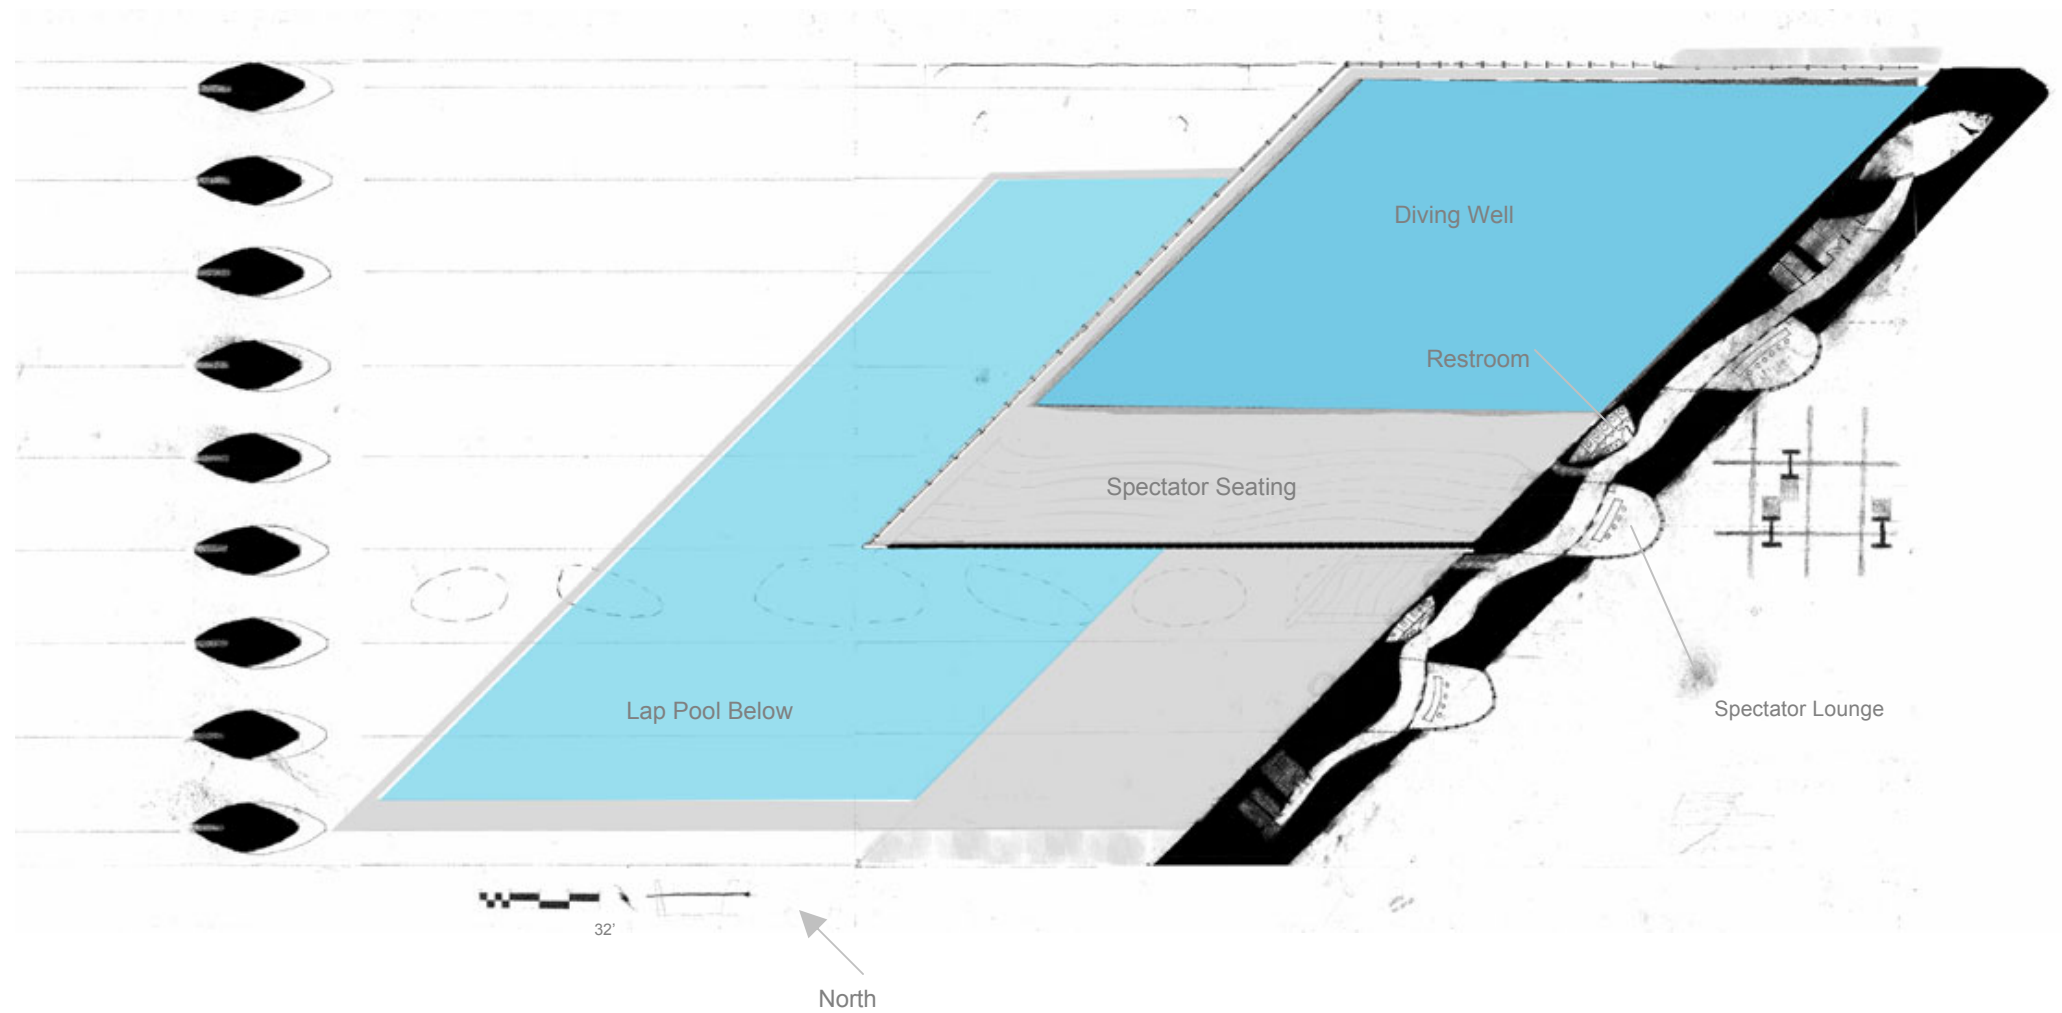 Diving Well
Restroom
Spectator Seating
Lap Pool Below
Spectator Lounge
32'
North